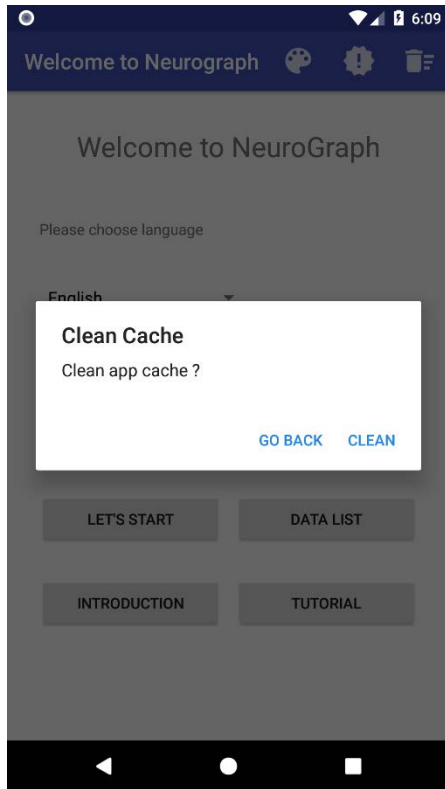 6:09
Welcome to Neurograph
Welcome to NeuroGraph
Please choose language
English
Clean Cache
Clean app cache ?
GO BACK CLEAN
LET'S START DATA LIST
INTRODUCTION TUTORIAL